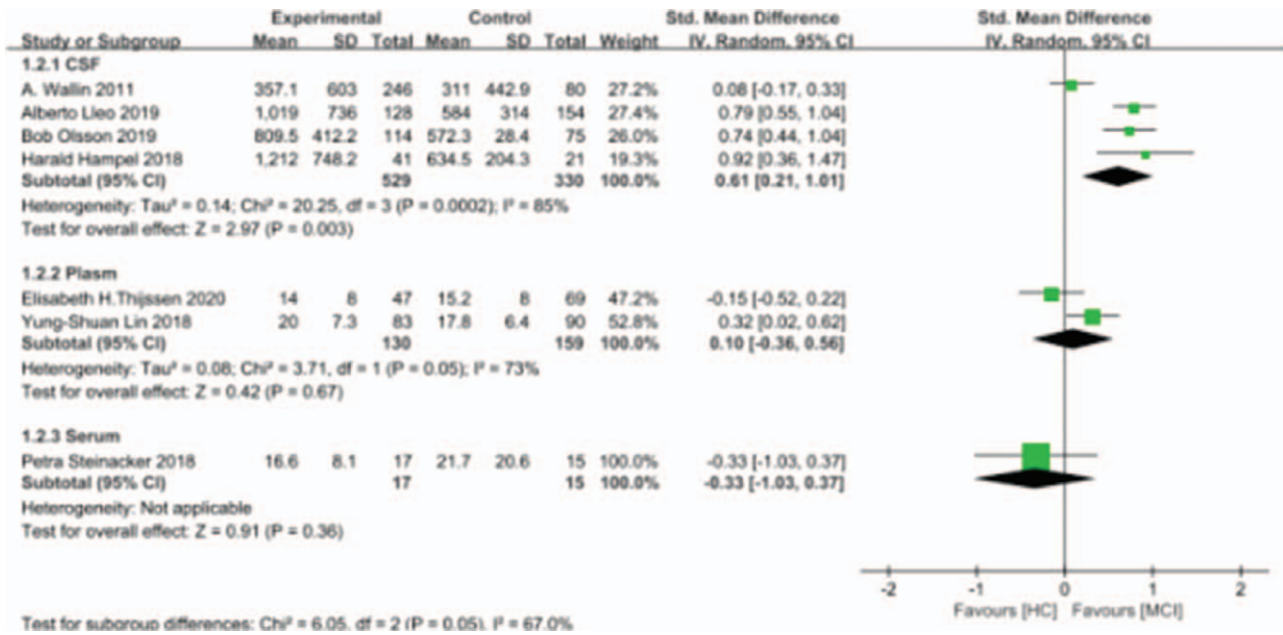 Experimental Control Std. Mean Difference Std. Mean Difference
Study or Subgroup Mean SD Total Mean SD Total Weight IV, Random, 95% CI IV, Random, 95% CI
1.2.1 CSF
A. Wallin 2011 357.1 603 246 311 442.9 80 27.2% 0.08 [-0.17, 0.33]
Alberto Lleo 2019 1,019 736 128 584 314 154 27.4% 0.79 [0.55, 1.04]
Bob Olsson 2019 809.5 412.2 114 572.3 28.4 75 26.0% 0.74 [0.44, 1.04]
Harald Hampel 2018 1,212 748.2 41 634.5 204.3 21 19.3% 0.92 [0.36, 1.47]
Subtotal (95% CI) 529 330 100.0% 0.61 [0.21, 1.01]
Heterogeneity: Tau² = 0.14; Chi² = 20.25, df = 3 (P = 0.0002); I² = 85%
Test for overall effect: Z = 2.97 (P = 0.003)
1.2.2 Plasm
Elisabeth H.Thijssen 2020 14 8 47 15.2 8 69 47.2% -0.15 [-0.52, 0.22]
Yung-Shuan Lin 2018 20 7.3 83 17.8 6.4 90 52.8% 0.32 [0.02, 0.62]
Subtotal (95% CI) 130 159 100.0% 0.10 [-0.36, 0.56]
Heterogeneity: Tau² = 0.08; Chi² = 3.71, df = 1 (P = 0.05); I² = 73%
Test for overall effect: Z = 0.42 (P = 0.67)
1.2.3 Serum
Petra Steinacker 2018 16.6 8.1 17 21.7 20.6 15 100.0% -0.33 [-1.03, 0.37]
Subtotal (95% CI) 17 15 100.0% -0.33 [-1.03, 0.37]
Heterogeneity: Not applicable
Test for overall effect: Z = 0.91 (P = 0.36)
-2 -1 0 1 2
Favours [HC] Favours [MCI]
Test for subgroup differences: Chi² = 6.05, df = 2 (P = 0.05), I² = 67.0%